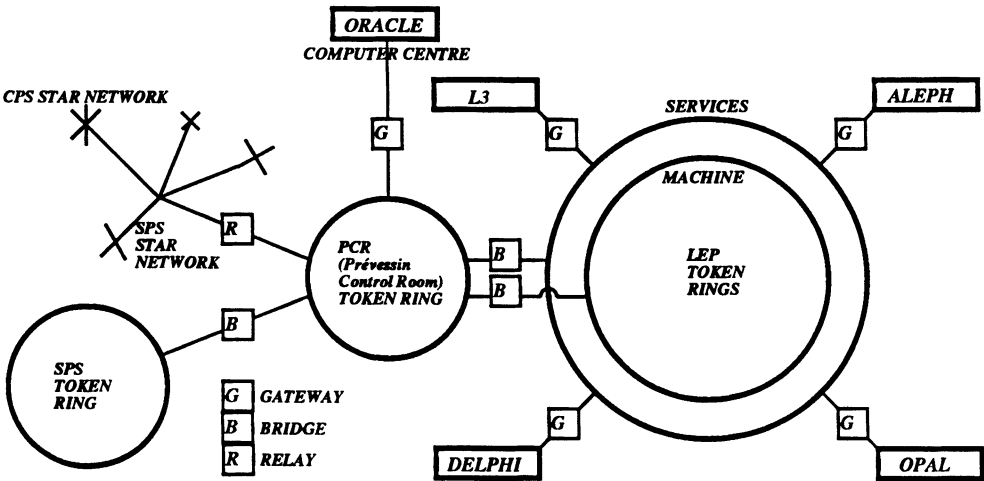 ORACLE
COMPUTER CENTRE
CPS STAR NETWORK
L3
SERVICES
ALEPH
G
G
G
MACHINE
SPS
STAR
NETWORK
R
PCR
(Prévessin
Control Room)
TOKEN RING
B
B
LEP
TOKEN
RINGS
B
SPS
TOKEN
RING
G GATEWAY
B BRIDGE
R RELAY
G
G
DELPHI
OPAL